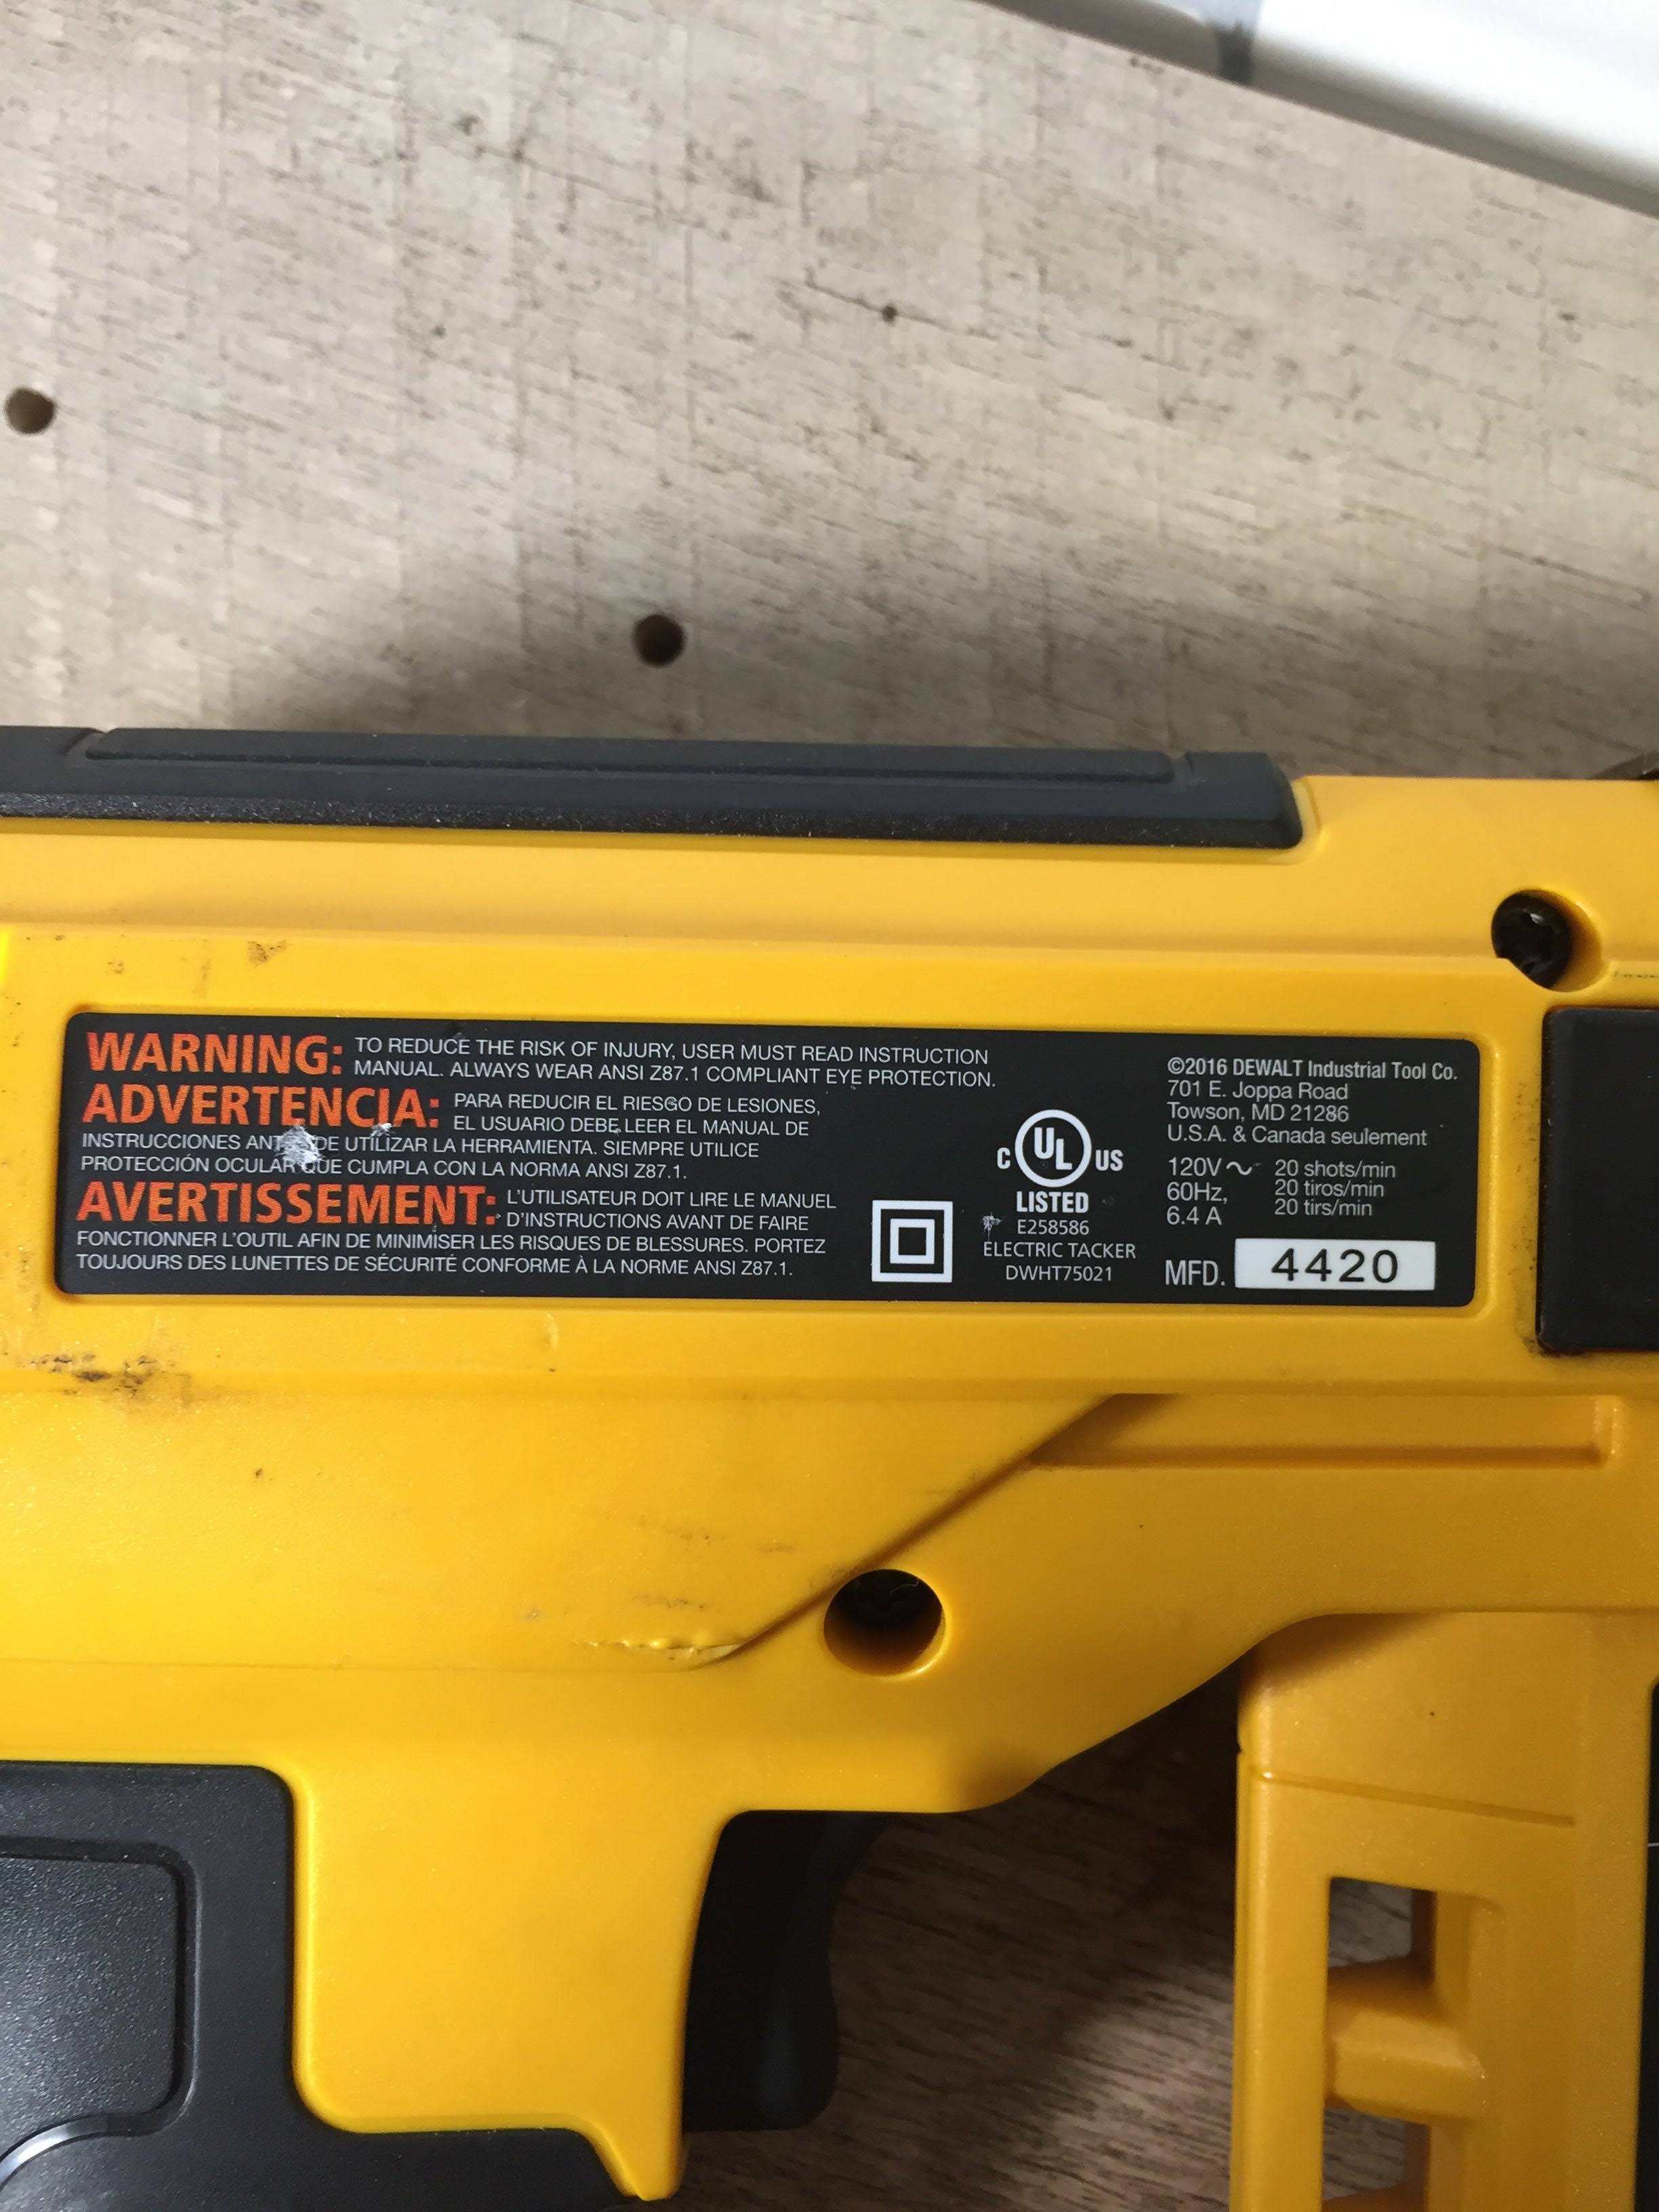 WARNING: TO REDUCE THE RISK OF INJURY, USER MUST READ INSTRUCTION
MANUAL. ALWAYS WEAR ANSI Z87.1 COMPLIANT EYE PROTECTION.
ADVERTENCIA: PARA REDUCIR EL RIESGO DE LESIONES,
EL USUARIO DEBE LEER EL MANUAL DE
INSTRUCCIONES DE UTILIZAR LA HERRAMIENTA. SIEMPRE UTILICE
PROTECCIÓN OCULAR QUE CUMPLA CON LA NORMA ANSI Z87.1.
AVERTISSEMENT: L'UTILISATEUR DOIT LIRE LE MANUEL
D'INSTRUCTIONS AVANT DE FAIRE
FONCTIONNER L'OUTIL AFIN DE MINIMISER LES RISQUES DE BLESSURES. PORTEZ
TOUJOURS DES LUNETTES DE SÉCURITÉ CONFORME À LA NORME ANSI Z87.1.
C UL US
LISTED
E258586
ELECTRIC TACKER
DWHT75021
©2016 DEWALT Industrial Tool Co.
701 E. Joppa Road
Towson, MD 21286
U.S.A. & Canada seulement
120V~ 20 shots/min
60Hz, 20 tiros/min
6.4 A 20 tirs/min
MFD. 4420